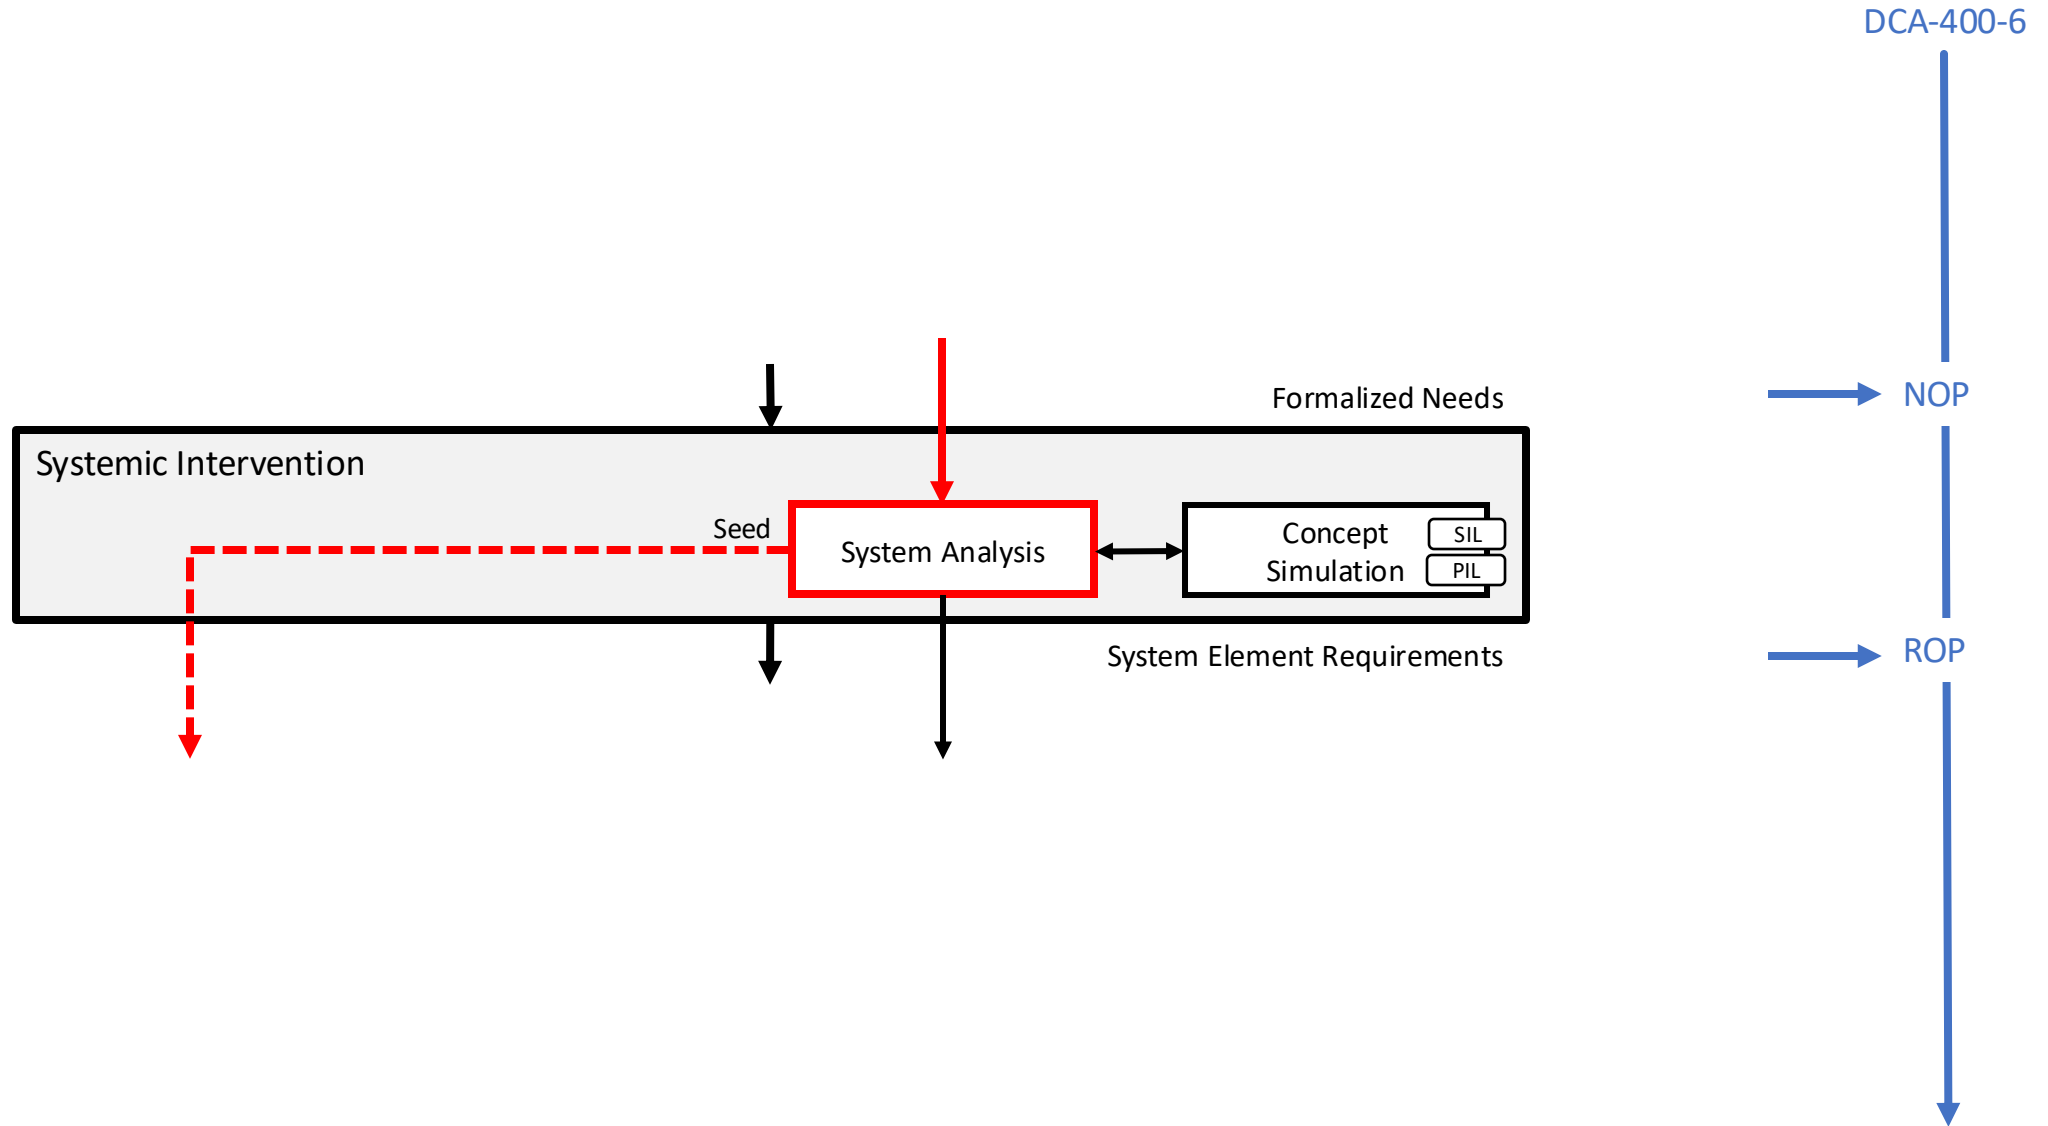 DCA-400-6
Formalized Needs
NOP
Systemic Intervention
Seed
System Analysis
Concept
Simulation
SIL
PIL
System Element Requirements
ROP